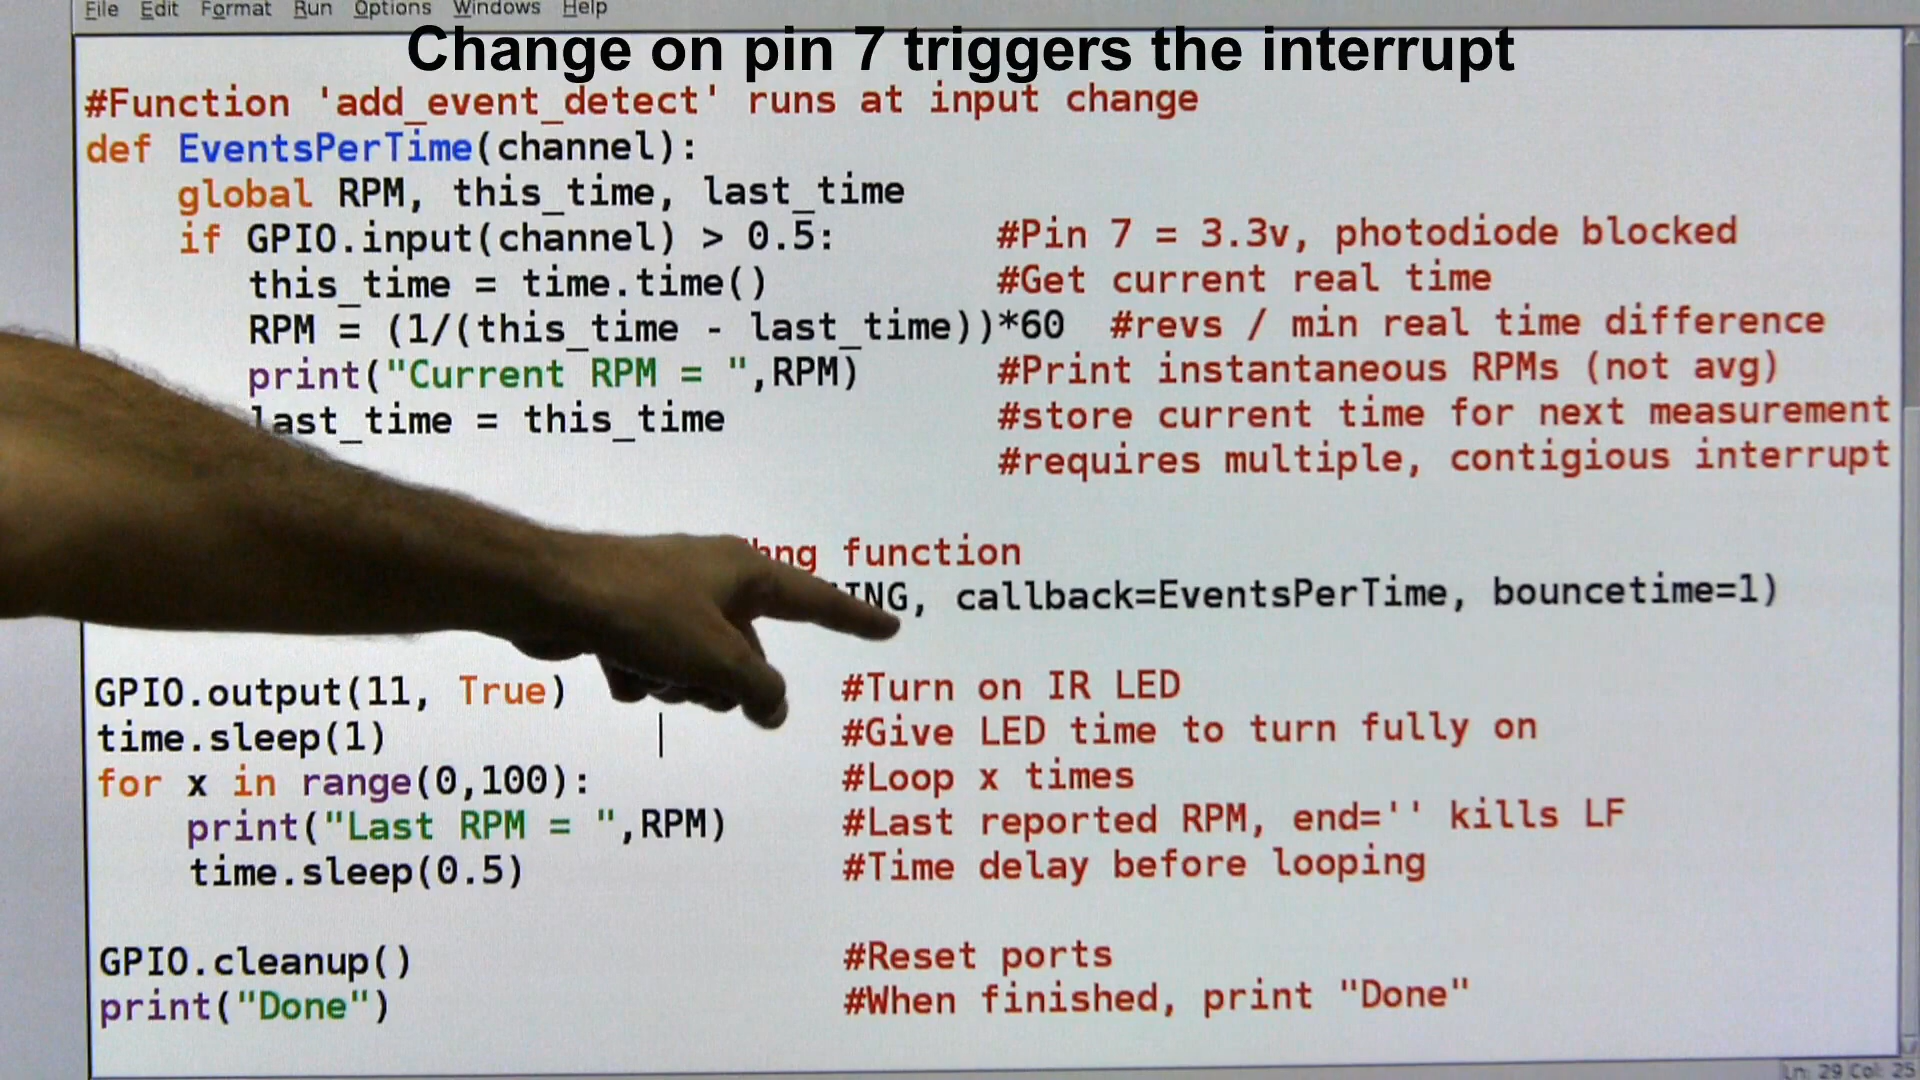 File Edit Format Run Options Windows Help
Change on pin 7 triggers the interrupt
#Function 'add_event_detect' runs at input change
def EventsPerTime(channel):
global RPM, this_time, last_time
if GPIO.input(channel) > 0.5: #Pin 7 = 3.3v, photodiode blocked
this_time = time.time() #Get current real time
RPM = (1/(this_time - last_time))*60 #revs / min real time difference
print("Current RPM = ",RPM) #Print instantaneous RPMs (not avg)
last_time = this_time #store current time for next measurement
#requires multiple, contigious interrupt
function
callback=EventsPerTime, bouncetime=1)
GPIO.output(11, True) #Turn on IR LED
time.sleep(1) #Give LED time to turn fully on
for x in range(0,100): #Loop x times
print("Last RPM = ",RPM) #Last reported RPM, end='' kills LF
time.sleep(0.5) #Time delay before looping
GPIO.cleanup() #Reset ports
print("Done") #When finished, print "Done"
Ln: 29 Col: 25